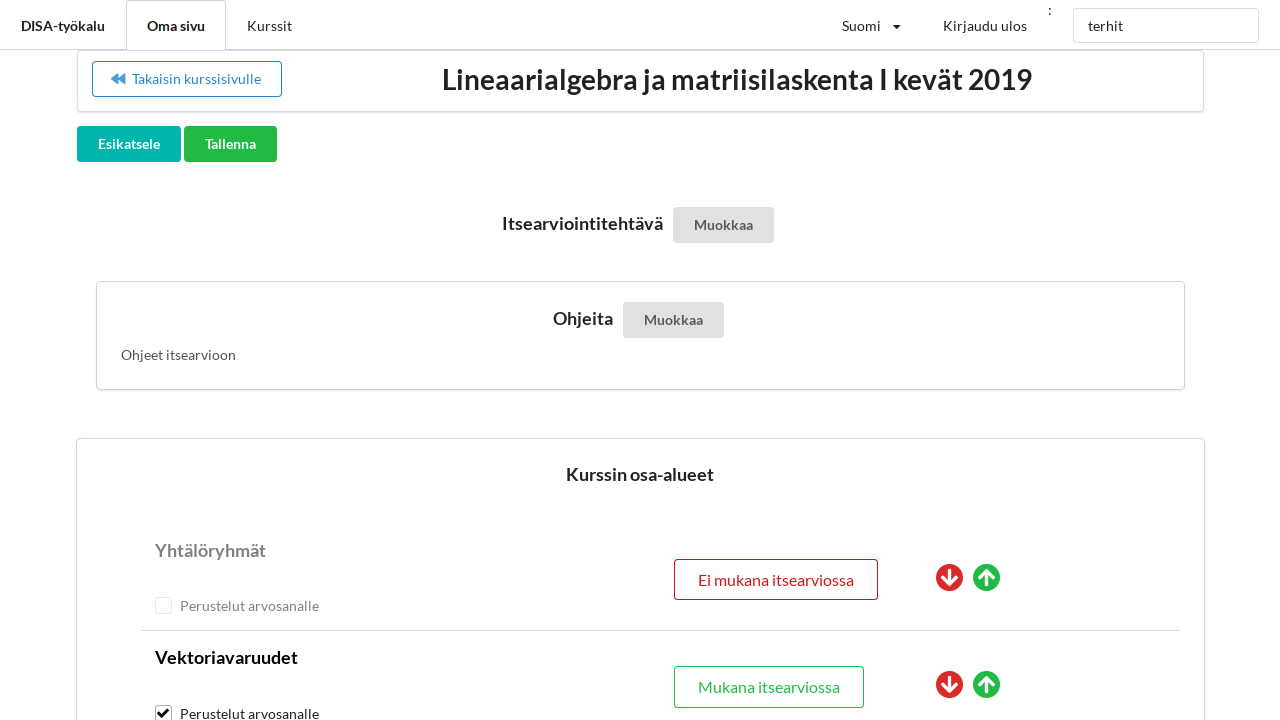 DISA-työkalu Oma sivu Kurssit Suomi Kirjaudu ulos : terhit
Takaisin kurssisivulle Lineaarialgebra ja matriisilaskenta I kevät 2019
Esikatsele Tallenna
Itsearviointitehtävä Muokkaa
Ohjeita Muokkaa
Ohjeet itsearvioon
Kurssin osa-alueet
Yhtälöryhmät
Ei mukana itsearviossa
Perustelut arvosanalle
Vektoriavaruudet
Mukana itsearviossa
Perustelut arvosanalle